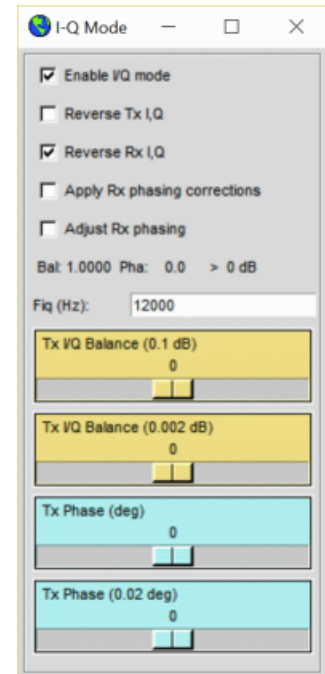 I-Q Mode
Enable I/Q mode
Reverse Tx I,Q
Reverse Rx I,Q
Apply Rx phasing corrections
Adjust Rx phasing
Bal: 1.0000 Pha: 0.0 > 0 dB
Fiq (Hz): 12000
Tx I/Q Balance (0.1 dB)
0
Tx I/Q Balance (0.002 dB)
0
Tx Phase (deg)
0
Tx Phase (0.02 deg)
0